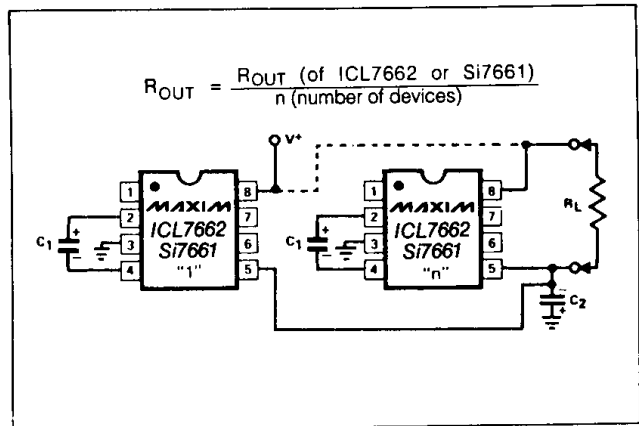 ROUT = ROUT (of ICL7662 or Si7661)
n (number of devices)
V+
1
2
3
4
8
7
6
5
MAXIM
ICL7662
Si7661
"1"
C1
+
−
1
2
3
4
8
7
6
5
MAXIM
ICL7662
Si7661
"n"
C1
+
−
RL
−
C2
+